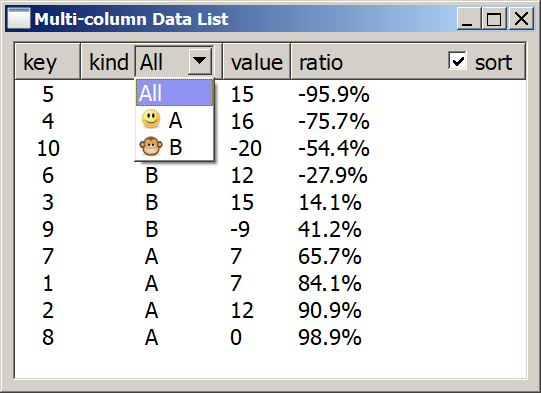 Multi-column Data List
key kind All value ratio sort
5 All 15 -95.9%
4 A 16 -75.7%
10 B -20 -54.4%
6 B 12 -27.9%
3 B 15 14.1%
9 B -9 41.2%
7 A 7 65.7%
1 A 7 84.1%
2 A 12 90.9%
8 A 0 98.9%